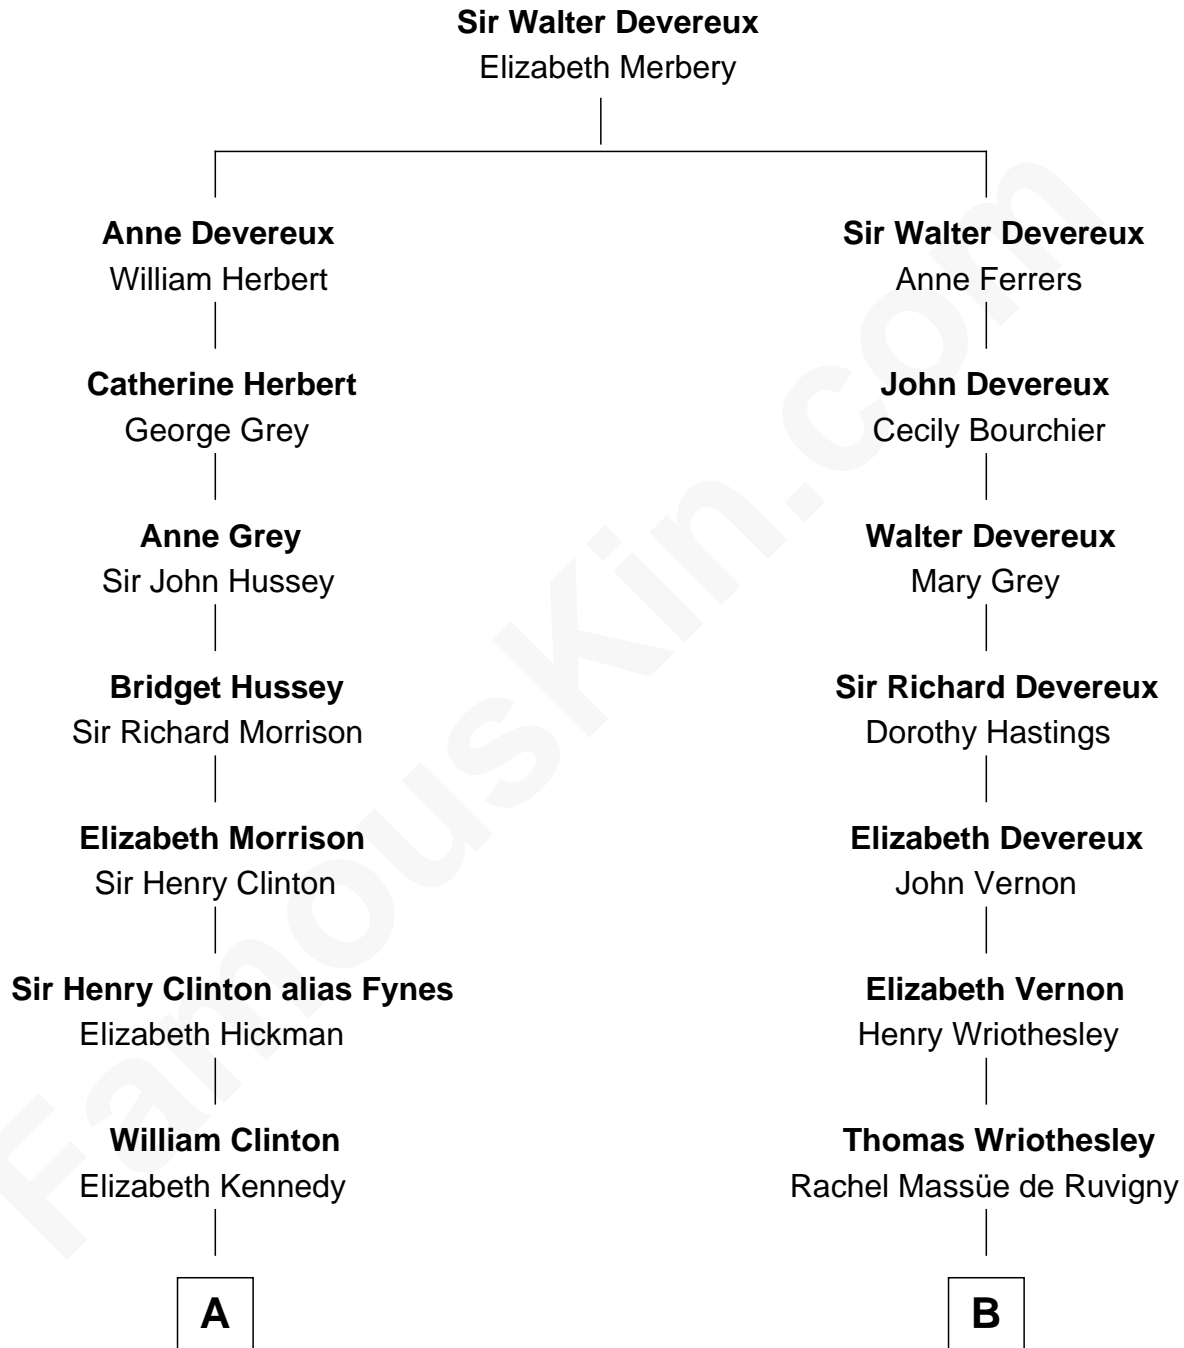 Sir Walter Devereux
Elizabeth Merbery
Anne Devereux
William Herbert
Catherine Herbert
George Grey
Anne Grey
Sir John Hussey
Bridget Hussey
Sir Richard Morrison
Elizabeth Morrison
Sir Henry Clinton
Sir Henry Clinton alias Fynes
Elizabeth Hickman
William Clinton
Elizabeth Kennedy
A
Sir Walter Devereux
Anne Ferrers
John Devereux
Cecily Bourchier
Walter Devereux
Mary Grey
Sir Richard Devereux
Dorothy Hastings
Elizabeth Devereux
John Vernon
Elizabeth Vernon
Henry Wriothesley
Thomas Wriothesley
Rachel Massüe de Ruvigny
B
FamousKin.com